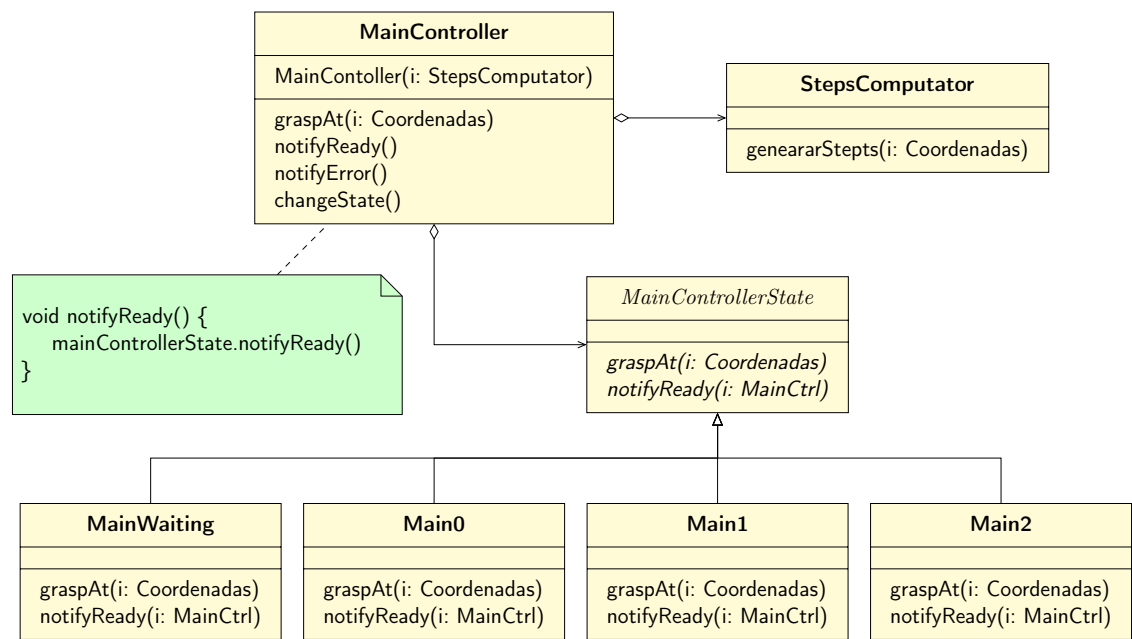 MainController
MainContoller(i: StepsComputator)
graspAt(i: Coordenadas)
notifyReady()
notifyError()
changeState()
StepsComputator
geneararStepts(i: Coordenadas)
void notifyReady() {
mainControllerState.notifyReady()
}
MainControllerState
graspAt(i: Coordenadas)
notifyReady(i: MainCtrl)
MainWaiting
graspAt(i: Coordenadas)
notifyReady(i: MainCtrl)
Main0
graspAt(i: Coordenadas)
notifyReady(i: MainCtrl)
Main1
graspAt(i: Coordenadas)
notifyReady(i: MainCtrl)
Main2
graspAt(i: Coordenadas)
notifyReady(i: MainCtrl)